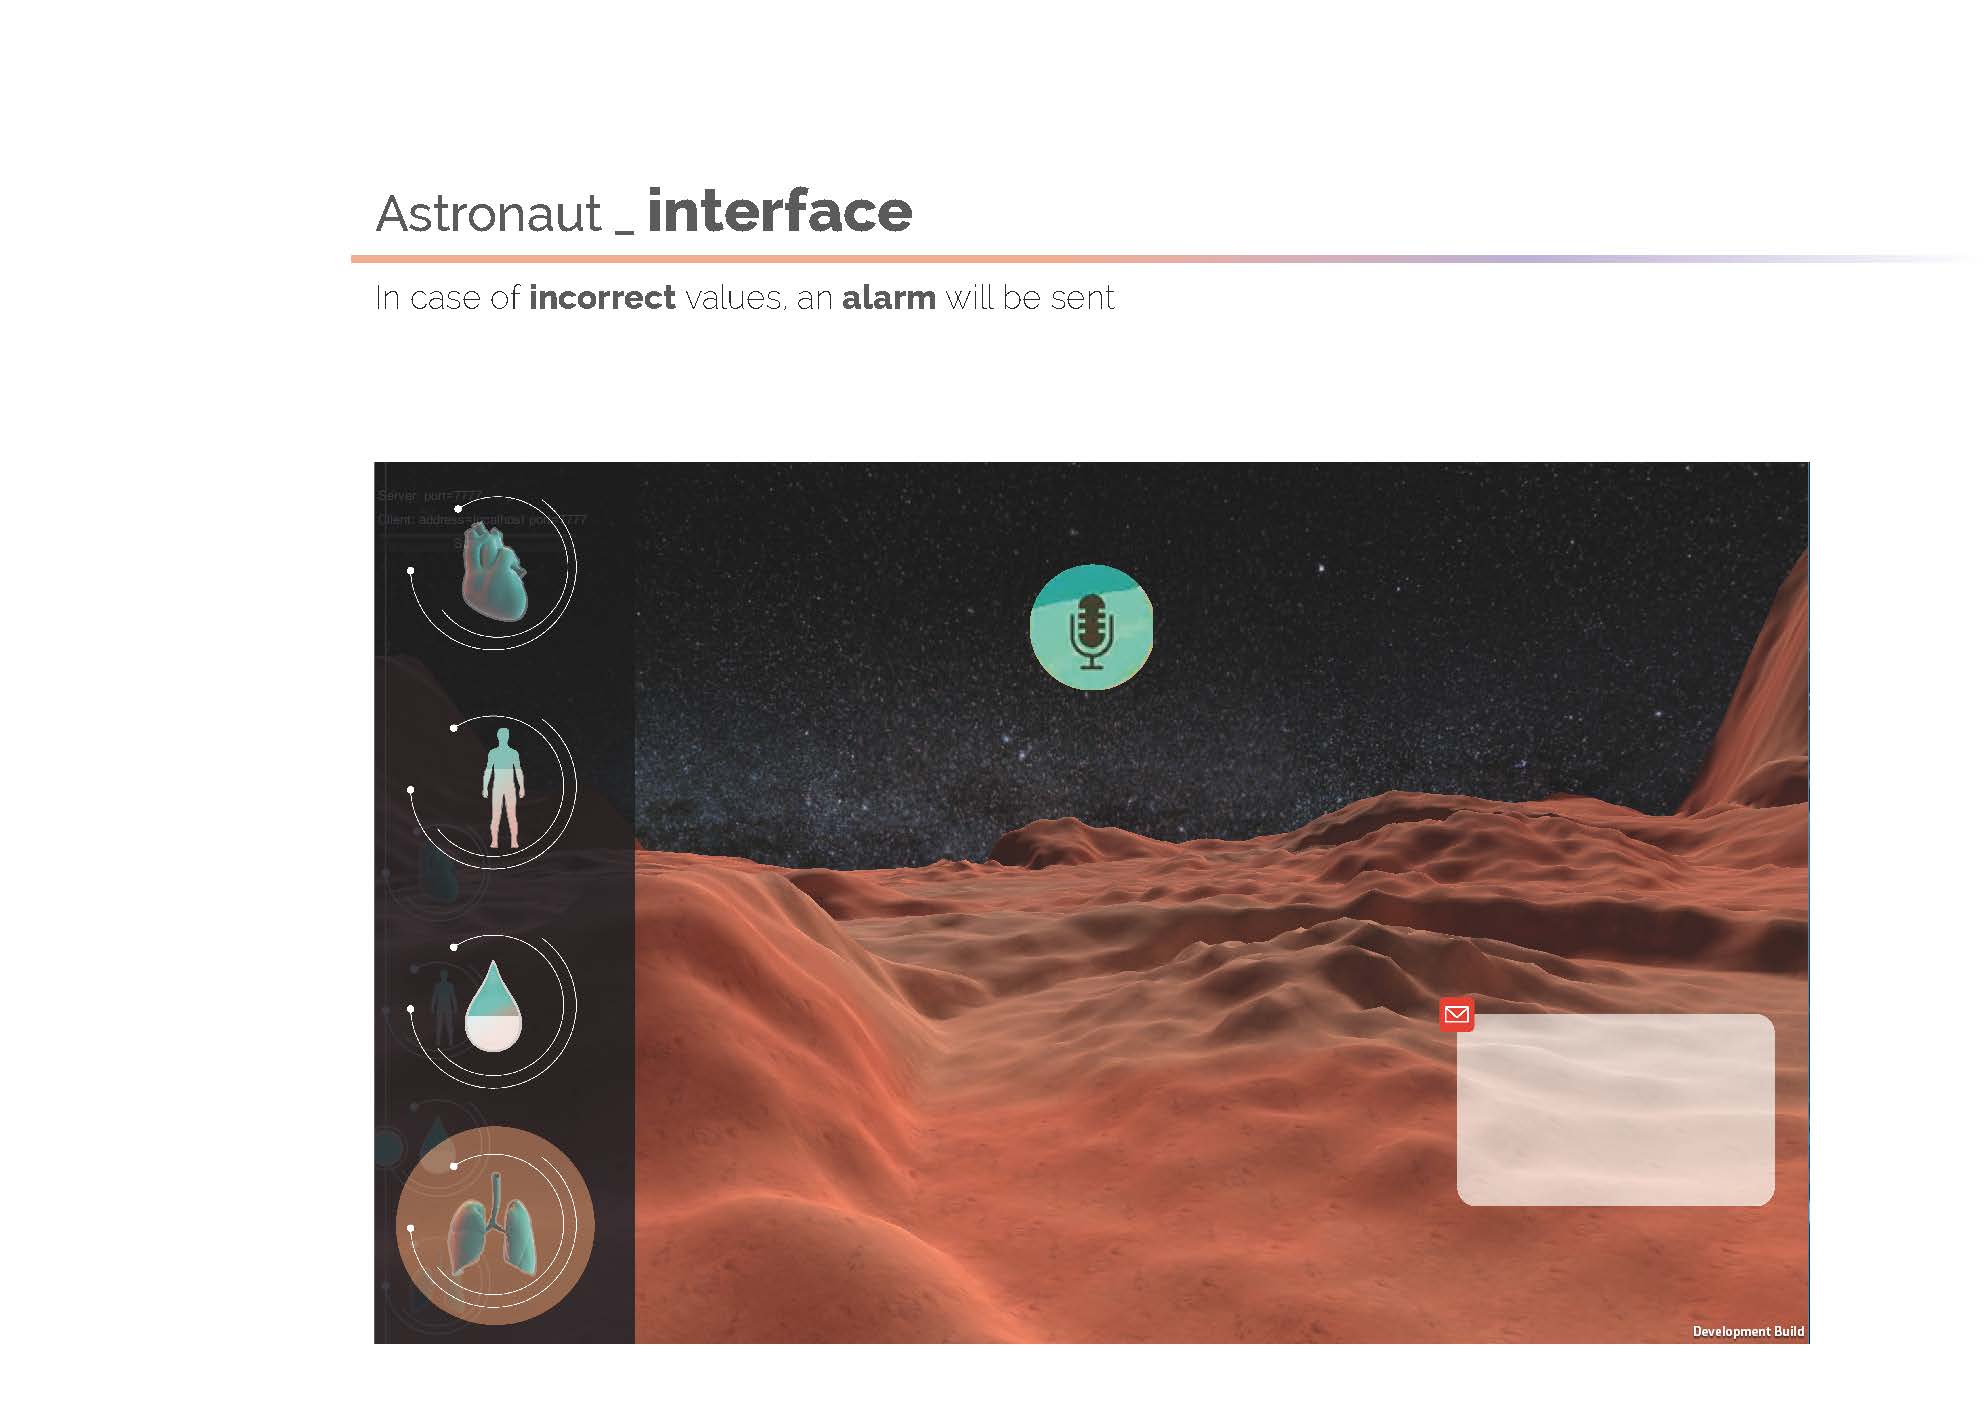 Astronaut _ interface
In case of incorrect values, an alarm will be sent
Server: port=7777
Client: address=localhost port=7777
Development Build